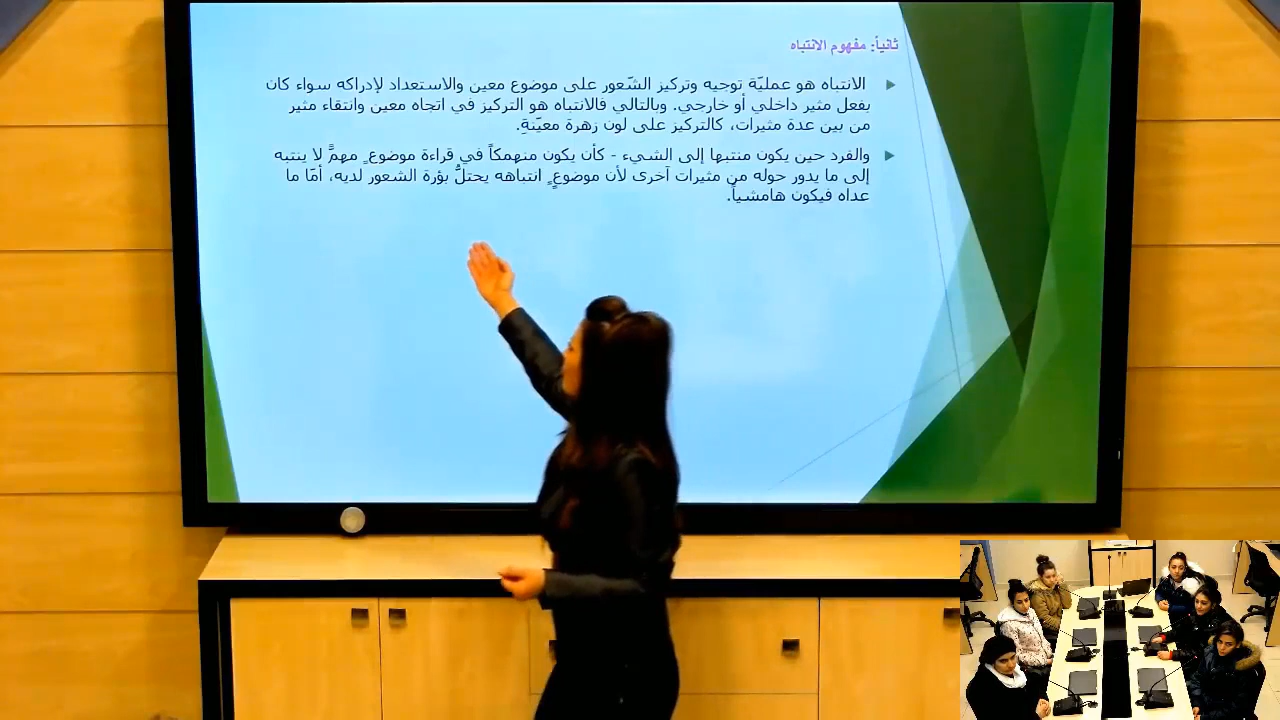 ثانياً: مفهوم الانتباه
الانتباه هو عمليّة توجيه وتركيز الشّعور على موضوع معين والاستعداد لإدراكه سواء كان
بفعل مثير داخلي أو خارجي. وبالتالي فالانتباه هو التركيز في اتجاه معين وانتقاء مثير
من بين عدة مثيرات، كالتركيز على لون زهرة معيّنةِ.
والفرد حين يكون منتبها إلى الشيء - كأن يكون منهمكاً في قراءة موضوعٍ مهمَّ لا ينتبه
إلى ما يدور حوله من مثيرات آخرى لأن موضوعٍ انتباهه يحتلُّ بؤرة الشعور لديه، أمّا ما
عداه فيكون هامشياً.